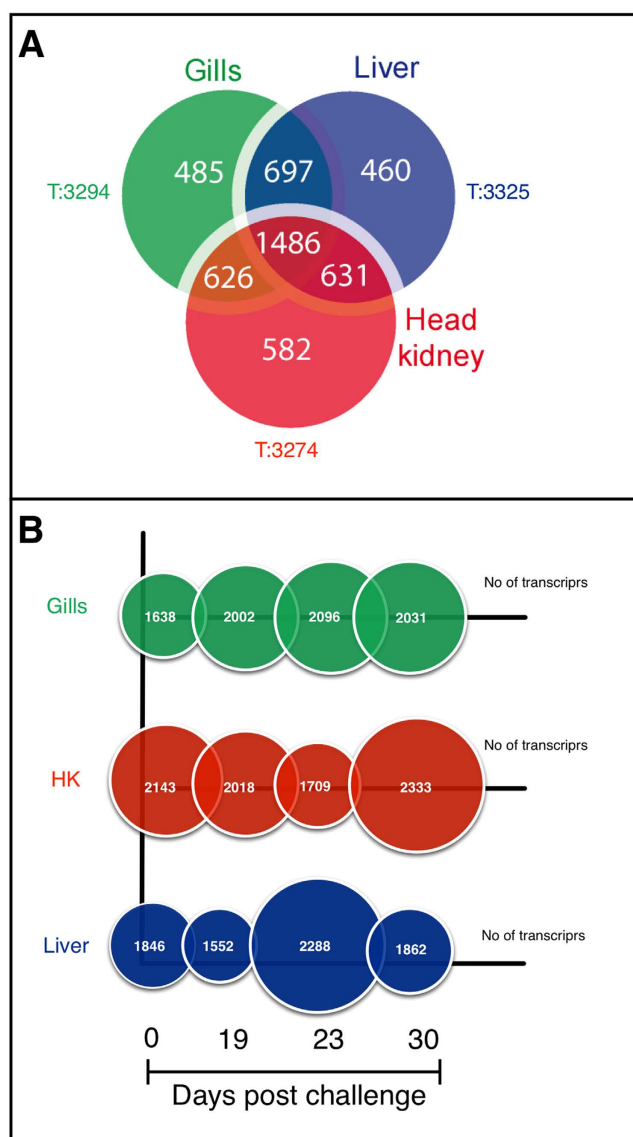 A
Gills
Liver
485
697
460
T:3294
T:3325
1486
626
631
Head
kidney
582
T:3274
B
No of transcriprs
Gills
1638
2002
2096
2031
No of transcriprs
HK
2143
2018
1709
2333
No of transcriprs
Liver
1846
1552
2288
1862
0
19
23
30
Days post challenge